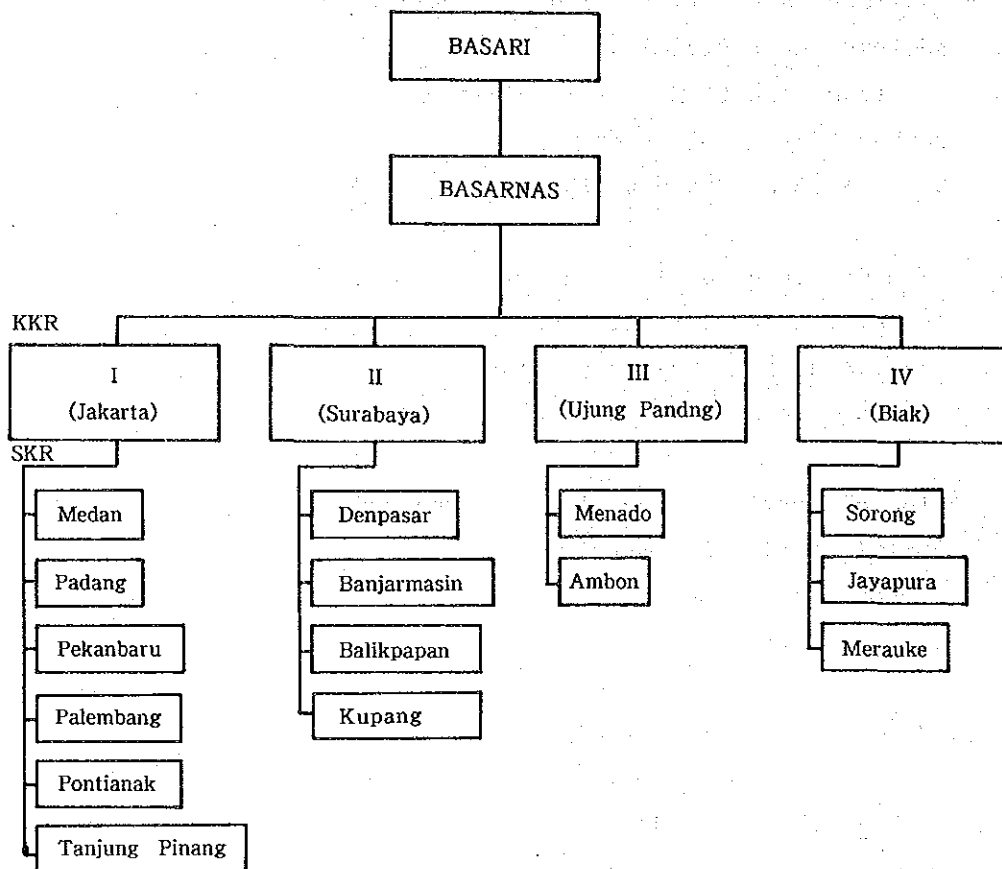 BASARI
BASARNAS
KKR
I
(Jakarta)
II
(Surabaya)
III
(Ujung Pandng)
IV
(Biak)
SKR
Medan
Padang
Pekanbaru
Palembang
Pontianak
Tanjung Pinang
Denpasar
Banjarmasin
Balikpapan
Kupang
Menado
Ambon
Sorong
Jayapura
Merauke